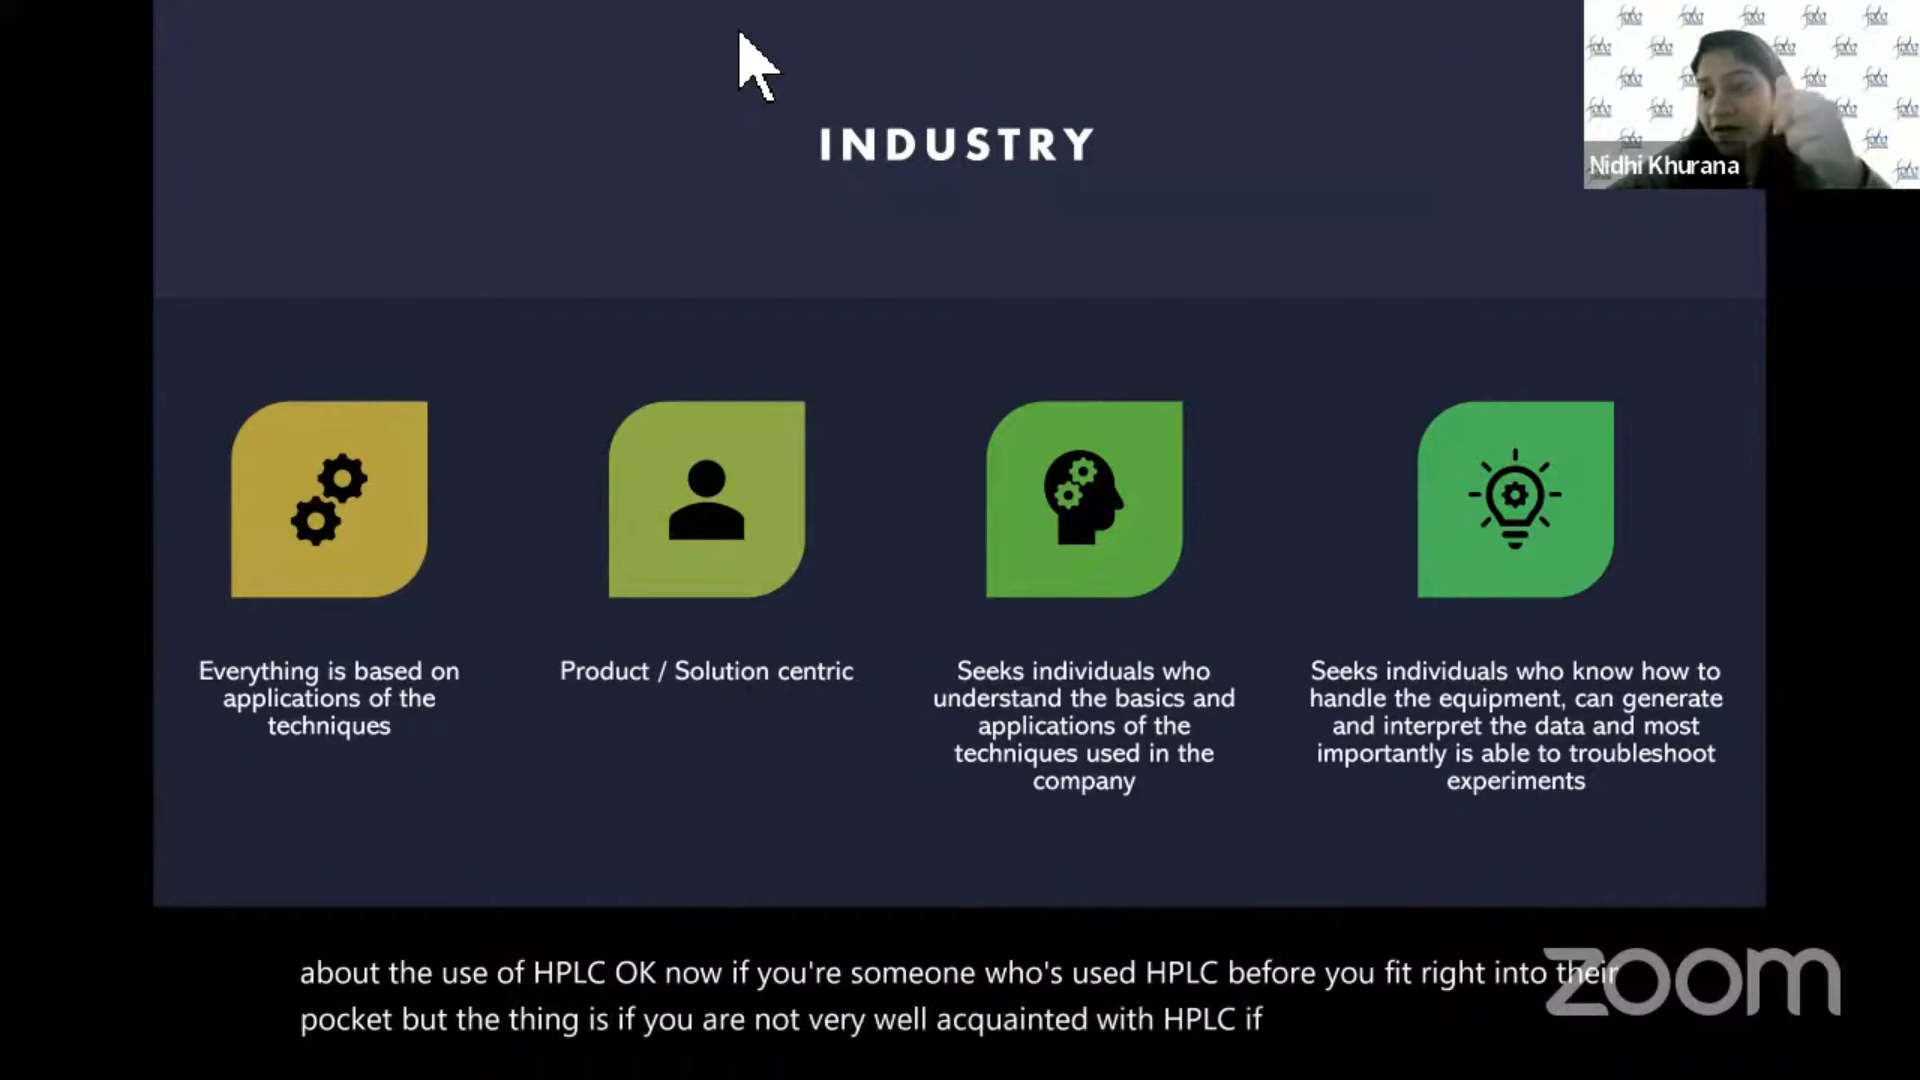 INDUSTRY
Nidhi Khurana
Everything is based on
applications of the
techniques
Product / Solution centric
Seeks individuals who
understand the basics and
applications of the
techniques used in the
company
Seeks individuals who know how to
handle the equipment, can generate
and interpret the data and most
importantly is able to troubleshoot
experiments
about the use of HPLC OK now if you're someone who's used HPLC before you fit right into their
pocket but the thing is if you are not very well acquainted with HPLC if
zoom